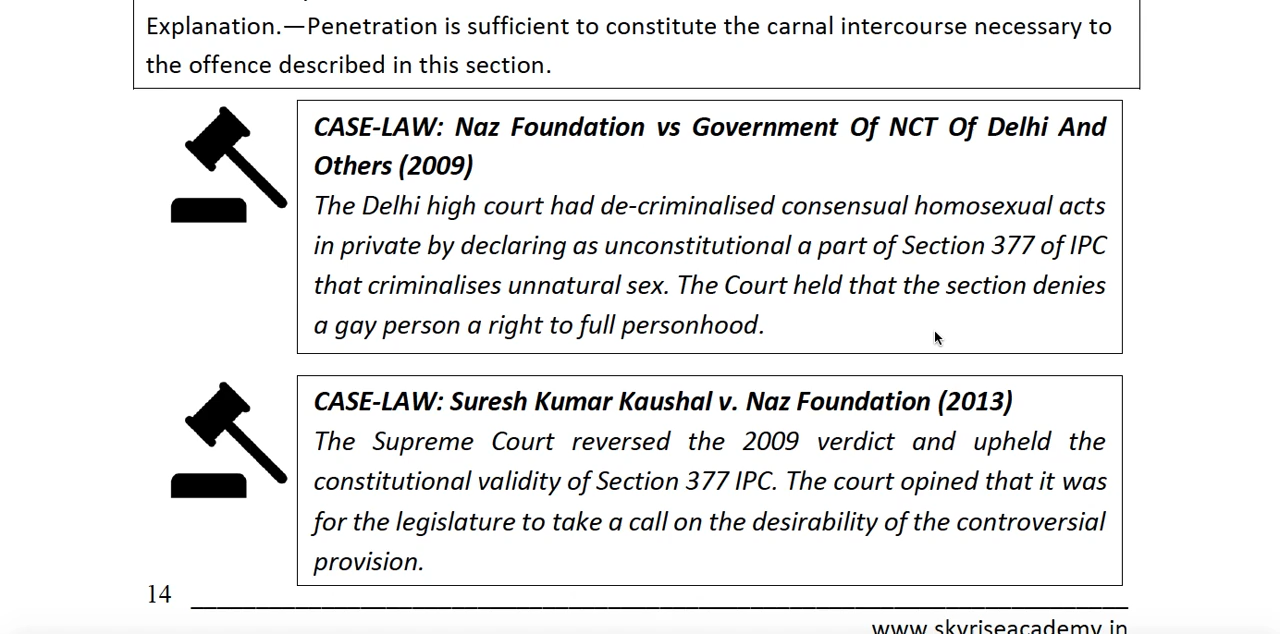 Explanation.—Penetration is sufficient to constitute the carnal intercourse necessary to
the offence described in this section.
CASE-LAW: Naz Foundation vs Government Of NCT Of Delhi And
Others (2009)
The Delhi high court had de-criminalised consensual homosexual acts
in private by declaring as unconstitutional a part of Section 377 of IPC
that criminalises unnatural sex. The Court held that the section denies
a gay person a right to full personhood.
CASE-LAW: Suresh Kumar Kaushal v. Naz Foundation (2013)
The Supreme Court reversed the 2009 verdict and upheld the
constitutional validity of Section 377 IPC. The court opined that it was
for the legislature to take a call on the desirability of the controversial
provision.
14
www.skyriseacademy.in